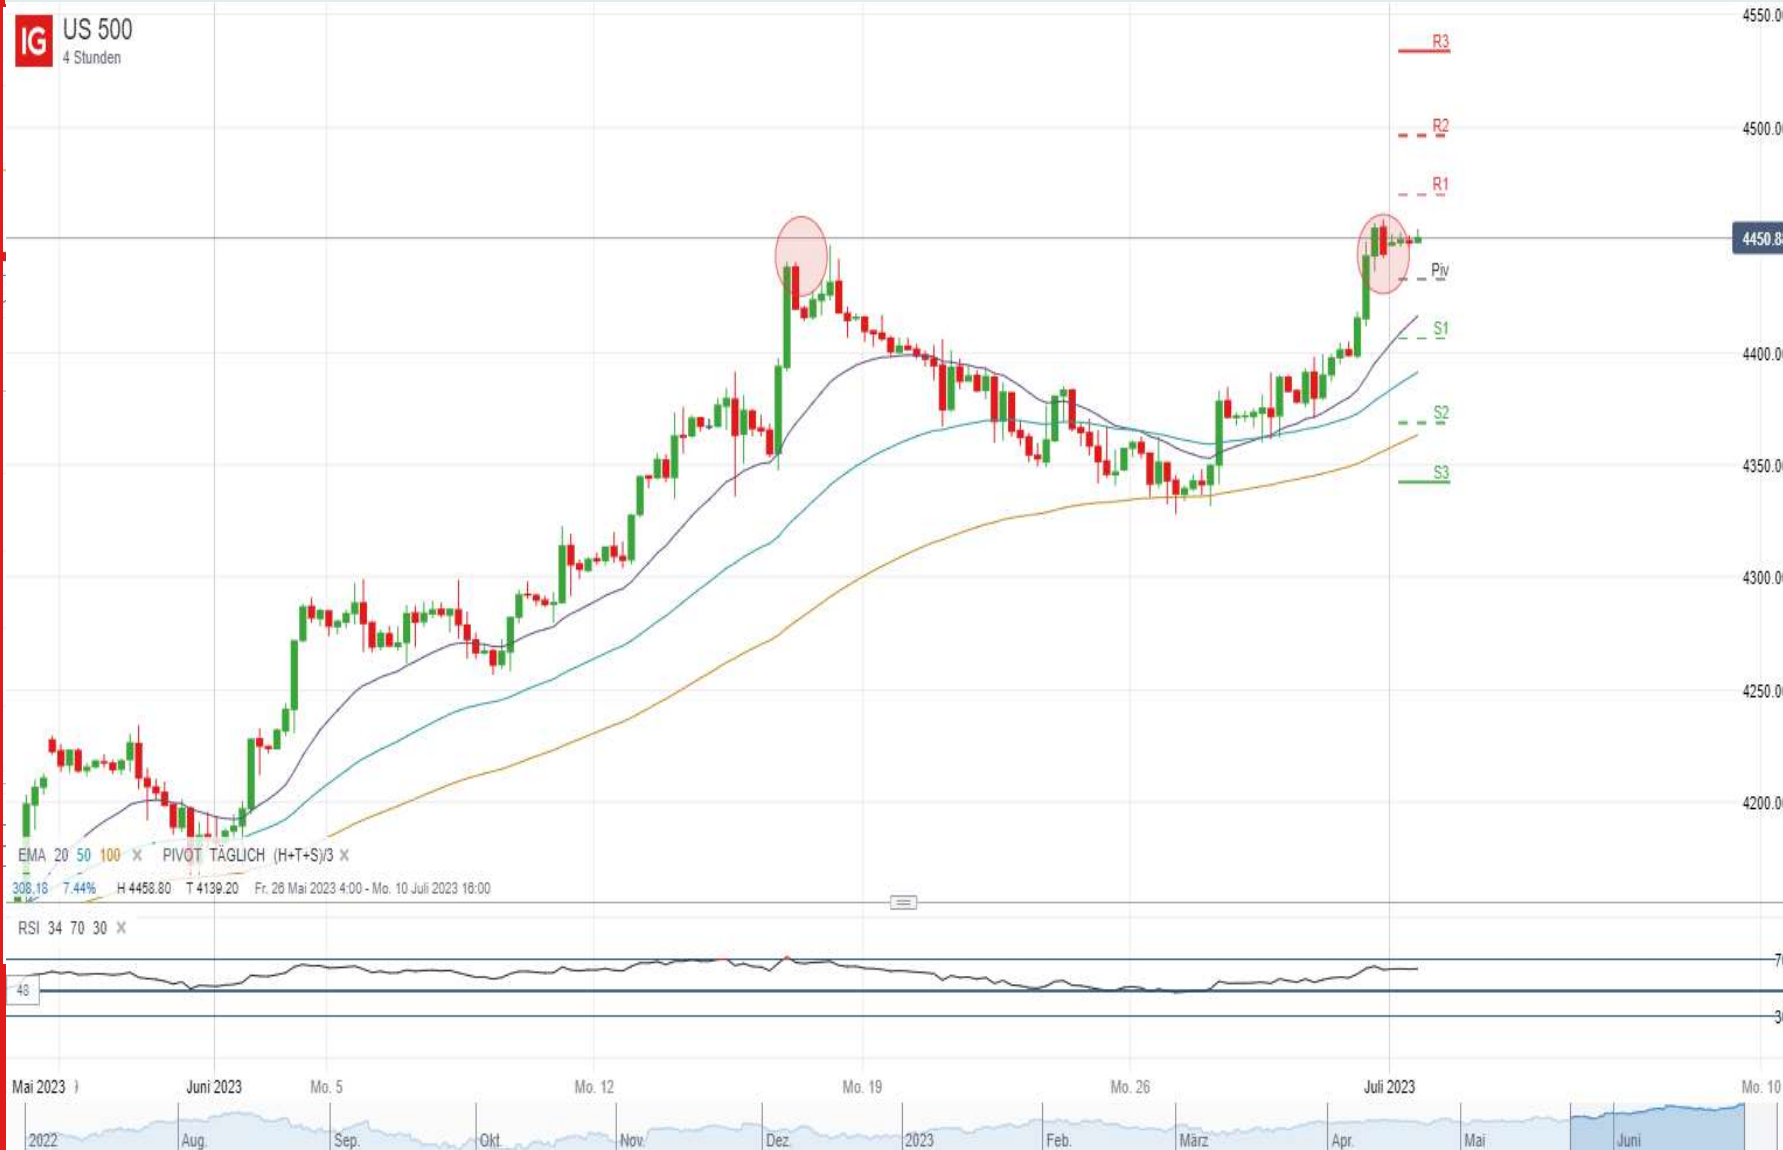 IG
US 500
4 Stunden
4550.0
R3
4500.0
R2
R1
4450.8
Piv
S1
4400.0
S2
4350.0
S3
4300.0
4250.0
4200.0
EMA 20 50 100 × PIVOT TÄGLICH (H+T+S)/3 ×
308.18 7.44% H 4458.80 T 4139.20 Fr. 26 Mai 2023 4:00 - Mo. 10 Juli 2023 16:00
RSI 34 70 30 ×
48
Mai 2023 Juni 2023 Mo. 5 Mo. 12 Mo. 19 Mo. 26 Juli 2023 Mo. 10
2022 Aug. Sep. Okt. Nov. Dez. 2023 Feb. März Apr. Mai Juni